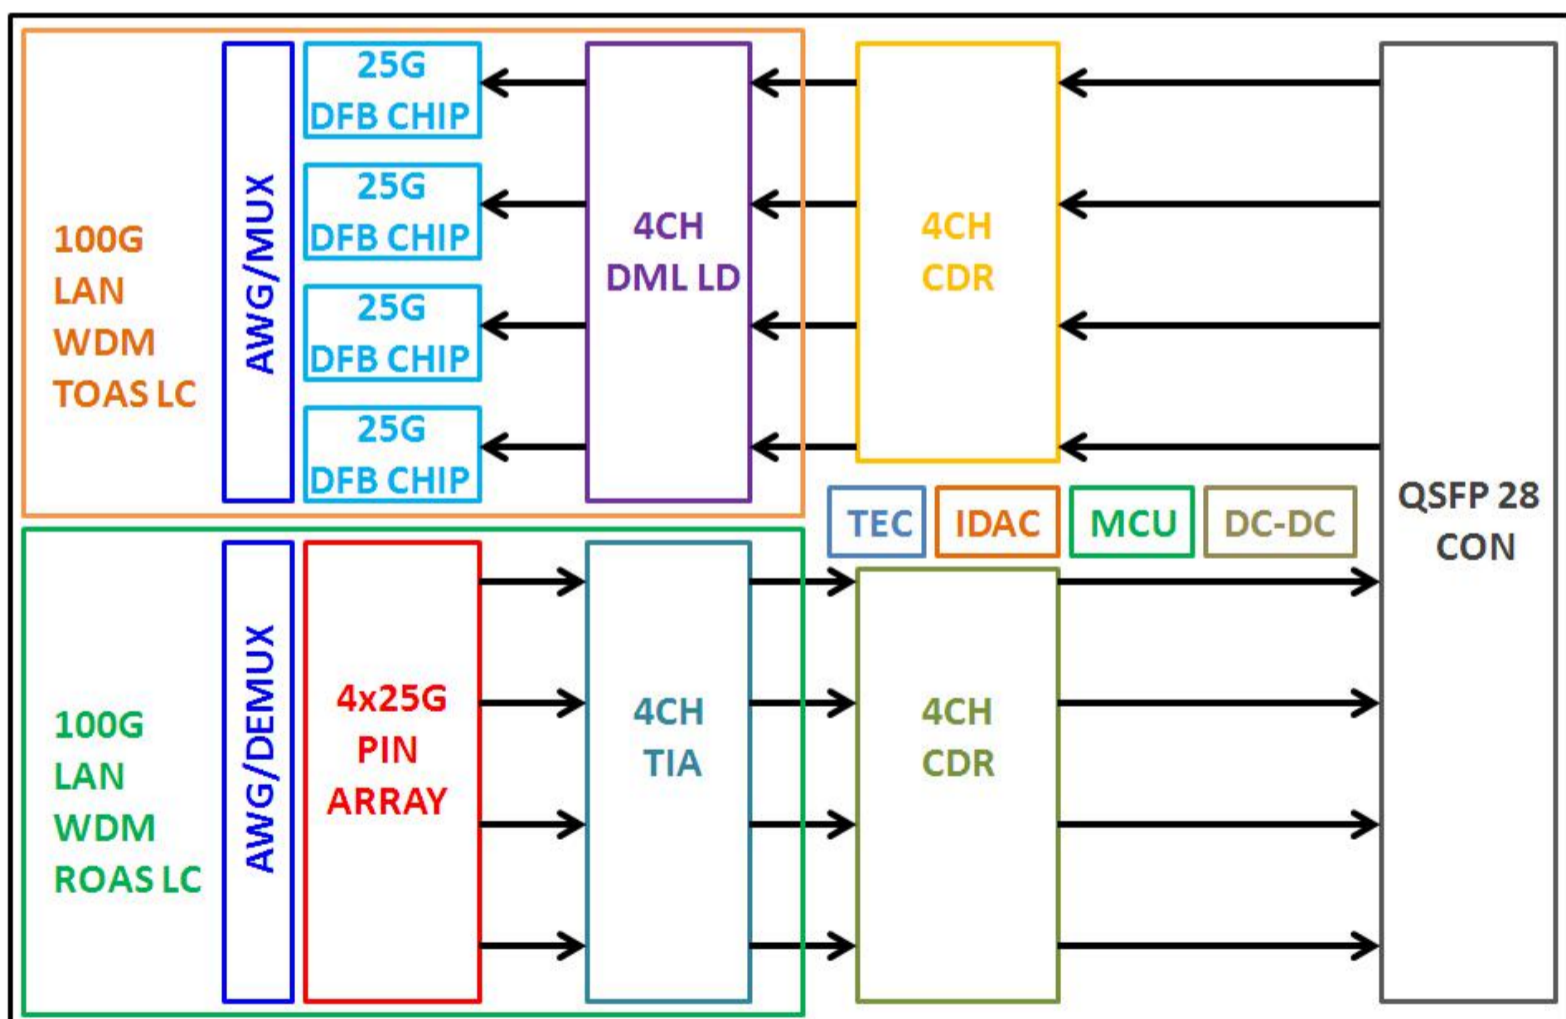 100G
LAN
WDM
TOAS LC
AWG/MUX
25G
DFB CHIP
25G
DFB CHIP
25G
DFB CHIP
25G
DFB CHIP
4CH
DML LD
4CH
CDR
QSFP 28
CON
TEC
IDAC
MCU
DC-DC
100G
LAN
WDM
ROAS LC
AWG/DEMUX
4x25G
PIN
ARRAY
4CH
TIA
4CH
CDR